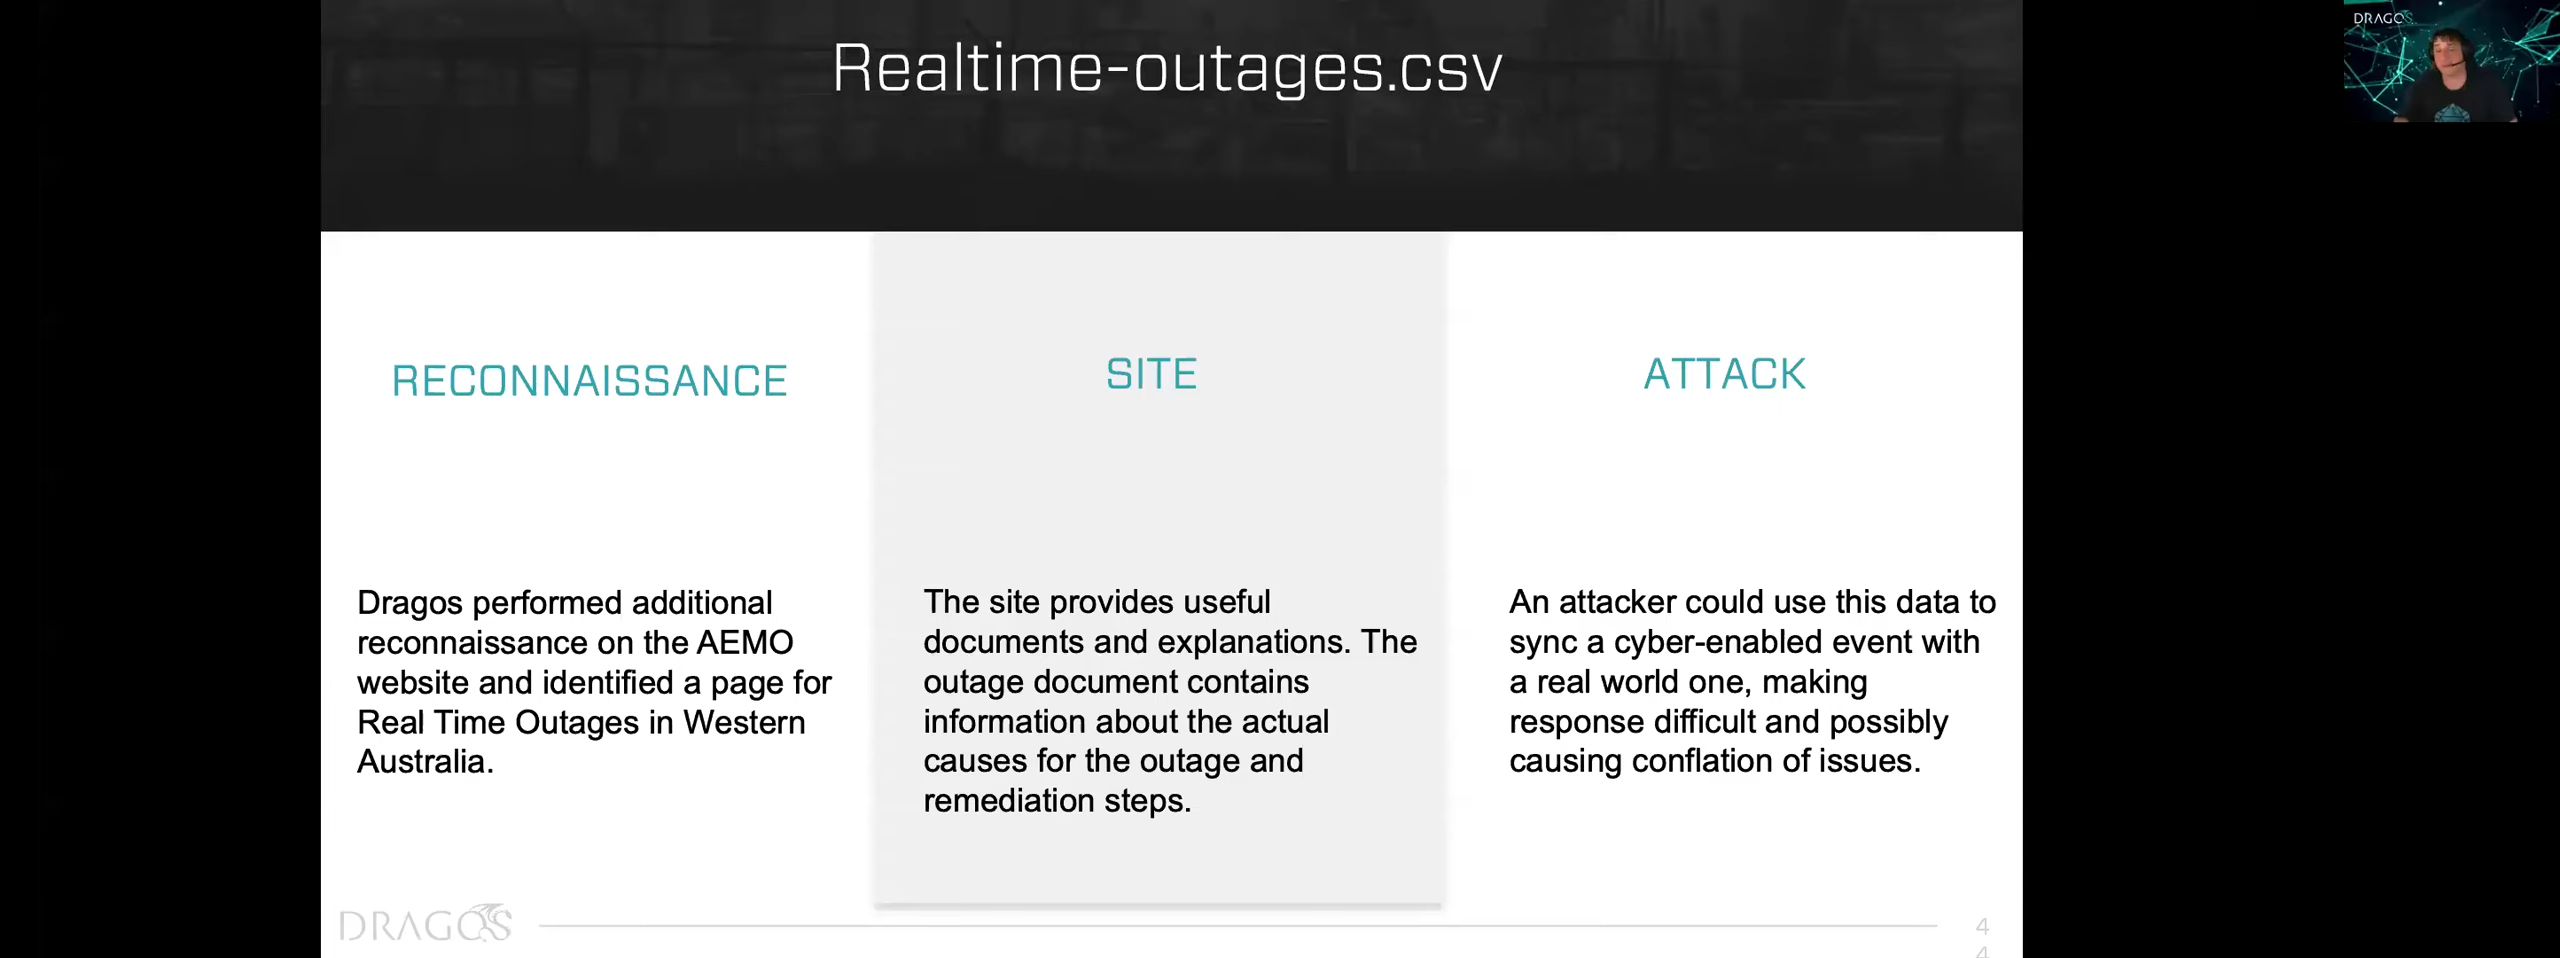 Realtime-outages.csv
DRAGOS
RECONNAISSANCE
Dragos performed additional
reconnaissance on the AEMO
website and identified a page for
Real Time Outages in Western
Australia.
SITE
The site provides useful
documents and explanations. The
outage document contains
information about the actual
causes for the outage and
remediation steps.
ATTACK
An attacker could use this data to
sync a cyber-enabled event with
a real world one, making
response difficult and possibly
causing conflation of issues.
DRAGOS
4
4